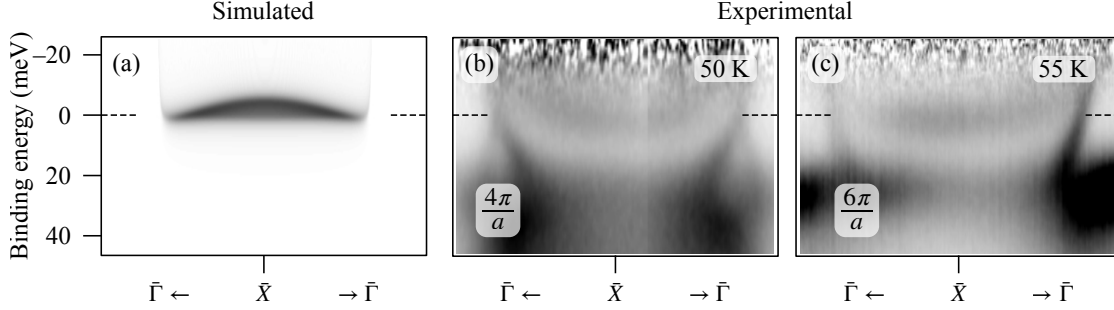 Simulated Experimental
(a) (b) 50 K (c) 55 K
Binding energy (meV)
−20
0
20
40
4π/a 6π/a
Γ̄ ← X̄ → Γ̄ Γ̄ ← X̄ → Γ̄ Γ̄ ← X̄ → Γ̄